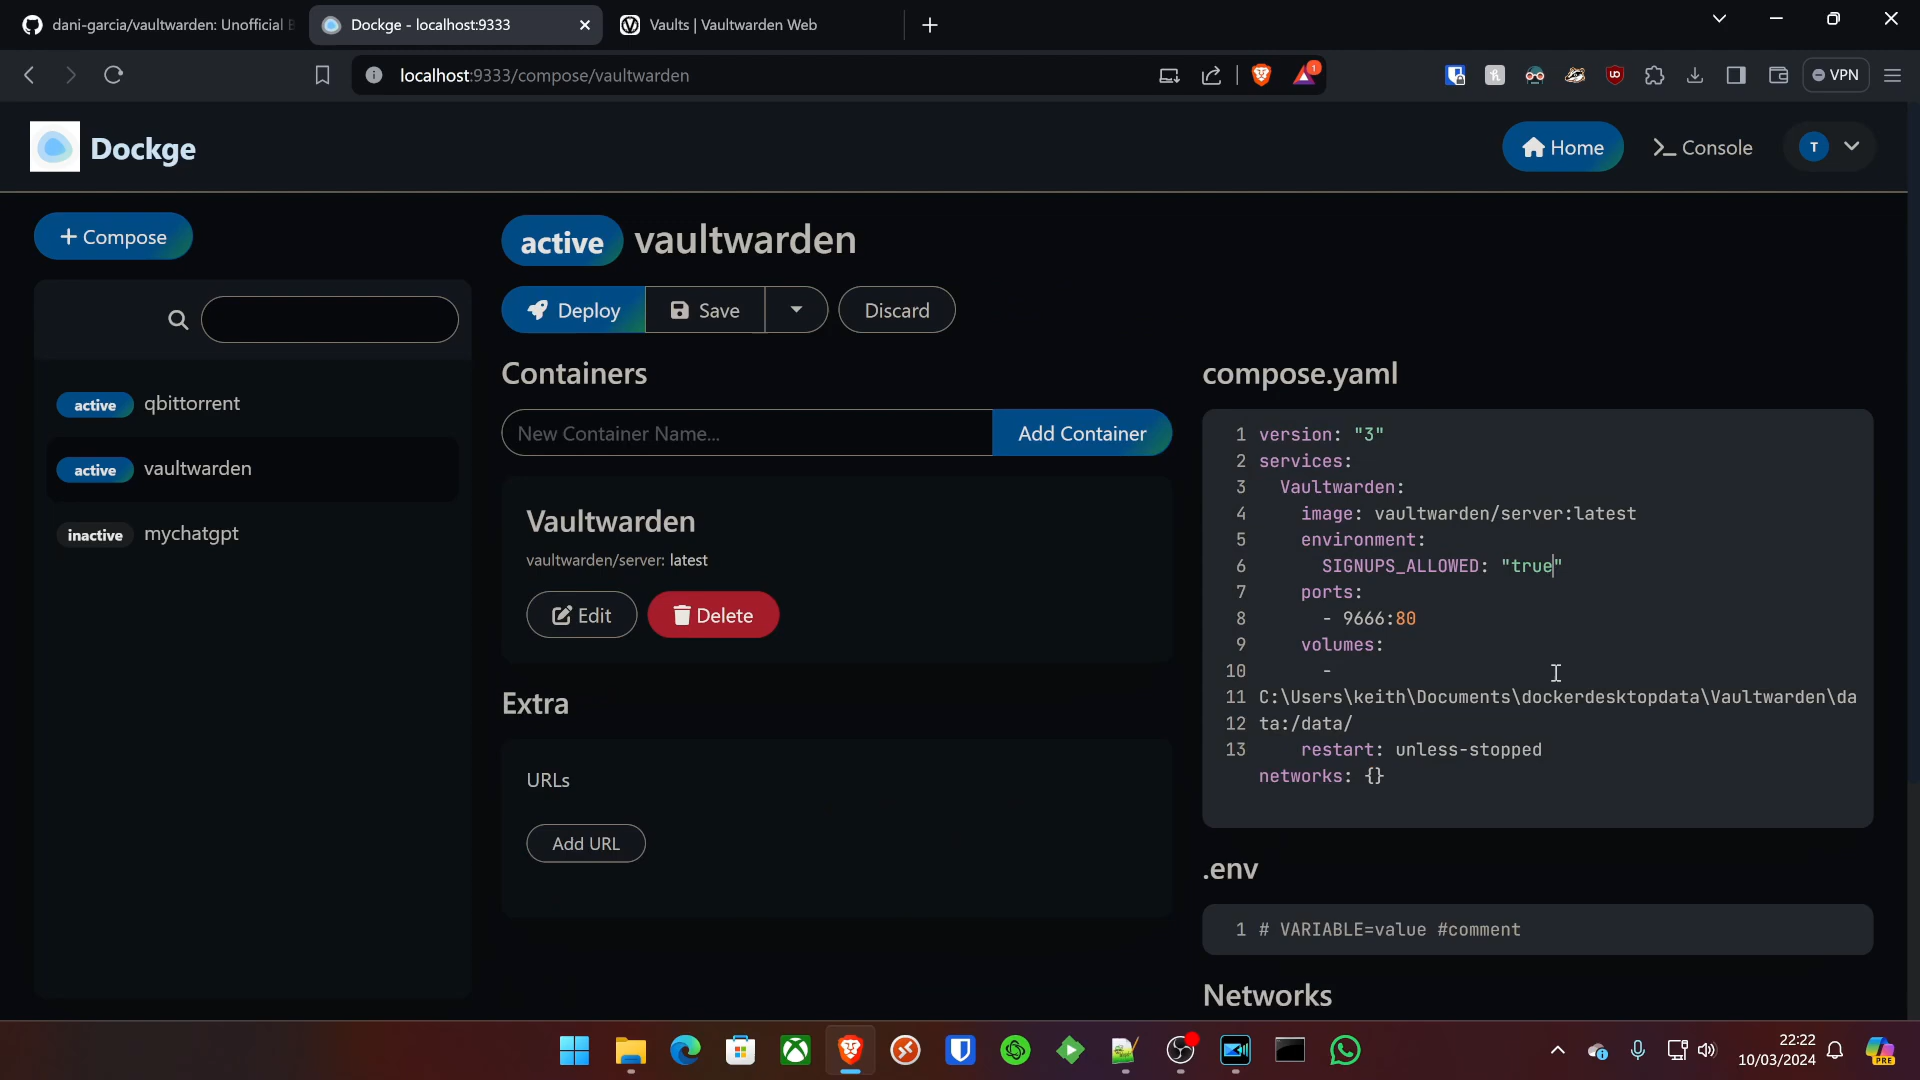 dani-garcia/vaultwarden: Unofficial B
Dockge - localhost:9333
Vaults | Vaultwarden Web
localhost:9333/compose/vaultwarden
1
VPN
Dockge
Home
Console
T
+ Compose
active vaultwarden
Deploy
Save
Discard
active qbittorrent
active vaultwarden
inactive mychatgpt
Containers
New Container Name...
Add Container
Vaultwarden
vaultwarden/server: latest
Edit
Delete
Extra
URLs
Add URL
compose.yaml
1 version: "3"
2 services:
3 Vaultwarden:
4 image: vaultwarden/server:latest
5 environment:
6 SIGNUPS_ALLOWED: "true"
7 ports:
8 - 9666:80
9 volumes:
10 -
11 C:\Users\keith\Documents\dockerdesktopdata\Vaultwarden\da
12 ta:/data/
13 restart: unless-stopped
networks: {}
.env
1 # VARIABLE=value #comment
Networks
22:22
10/03/2024
PRE